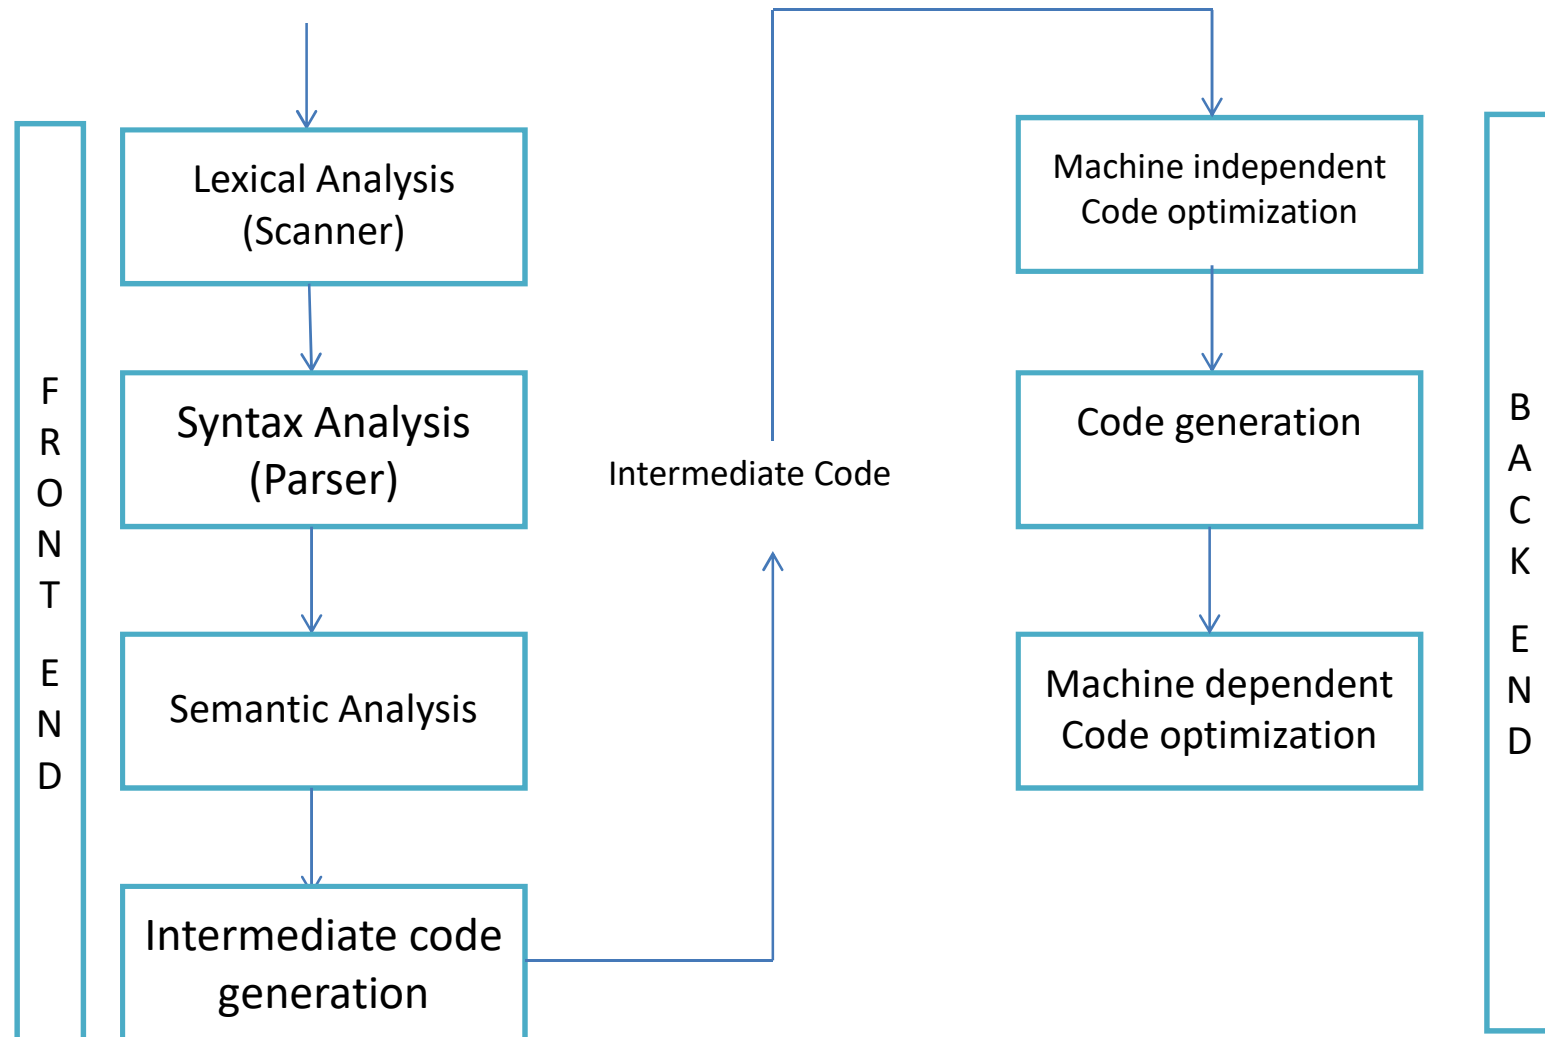 F
R
O
N
T
E
N
D
Lexical Analysis
(Scanner)
Syntax Analysis
(Parser)
Semantic Analysis
Intermediate code
generation
Intermediate Code
Machine independent
Code optimization
Code generation
Machine dependent
Code optimization
B
A
C
K
E
N
D